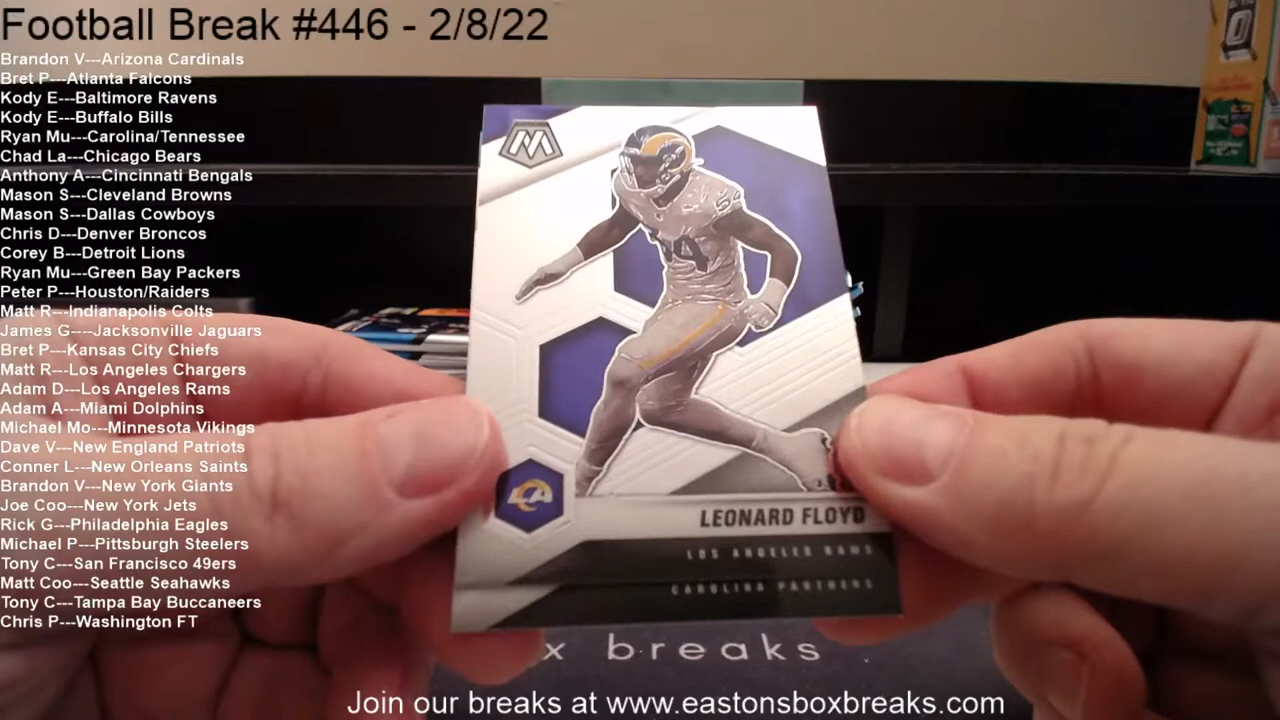 Football Break #446 - 2/8/22
Brandon V---Arizona Cardinals
Bret P---Atlanta Falcons
Kody E---Baltimore Ravens
Kody E---Buffalo Bills
Ryan Mu---Carolina/Tennessee
Chad La---Chicago Bears
Anthony A---Cincinnati Bengals
Mason S---Cleveland Browns
Mason S---Dallas Cowboys
Chris D---Denver Broncos
Corey B---Detroit Lions
Ryan Mu---Green Bay Packers
Peter P---Houston/Raiders
Matt R---Indianapolis Colts
James G----Jacksonville Jaguars
Bret P---Kansas City Chiefs
Matt R---Los Angeles Chargers
Adam D---Los Angeles Rams
Adam A---Miami Dolphins
Michael Mo---Minnesota Vikings
Dave V---New England Patriots
Conner L---New Orleans Saints
Brandon V---New York Giants
Joe Coo---New York Jets
Rick G---Philadelphia Eagles
Michael P---Pittsburgh Steelers
Tony C---San Francisco 49ers
Matt Coo---Seattle Seahawks
Tony C---Tampa Bay Buccaneers
Chris P---Washington FT
M
54
54
LA
LEONARD FLOYD
LOS ANGELES RAMS
CAROLINA PANTHERS
x breaks
Join our breaks at www.eastonsboxbreaks.com